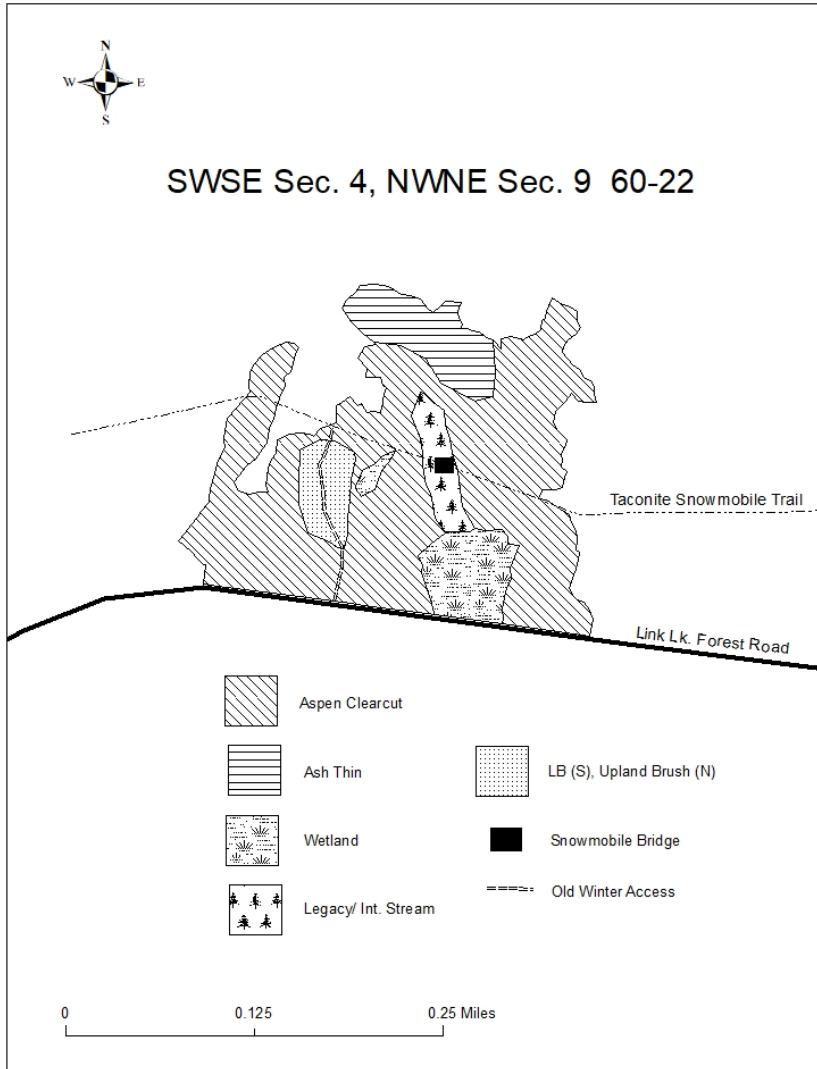 N
W E
S
SWSE Sec. 4, NWNE Sec. 9 60-22
Taconite Snowmobile Trail
Link Lk. Forest Road
Aspen Clearcut
Ash Thin
LB (S), Upland Brush (N)
Wetland
Snowmobile Bridge
Old Winter Access
Legacy/ Int. Stream
0 0.125 0.25 Miles